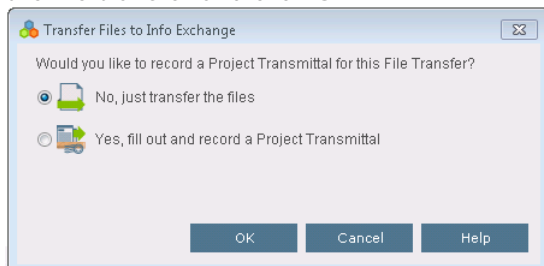 Transfer Files to Info Exchange
Would you like to record a Project Transmittal for this File Transfer?
No, just transfer the files
Yes, fill out and record a Project Transmittal
OK Cancel Help